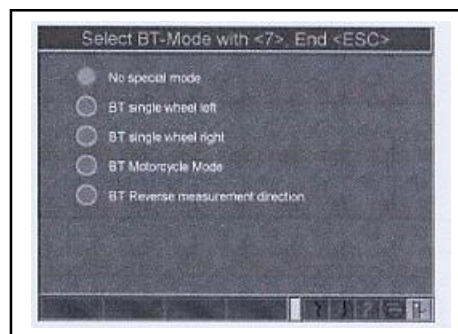 Select BT-Mode with <7>. End <ESC>
No special mode
BT single wheel left
BT single wheel right
BT Motorcycle Mode
BT Reverse measurement direction